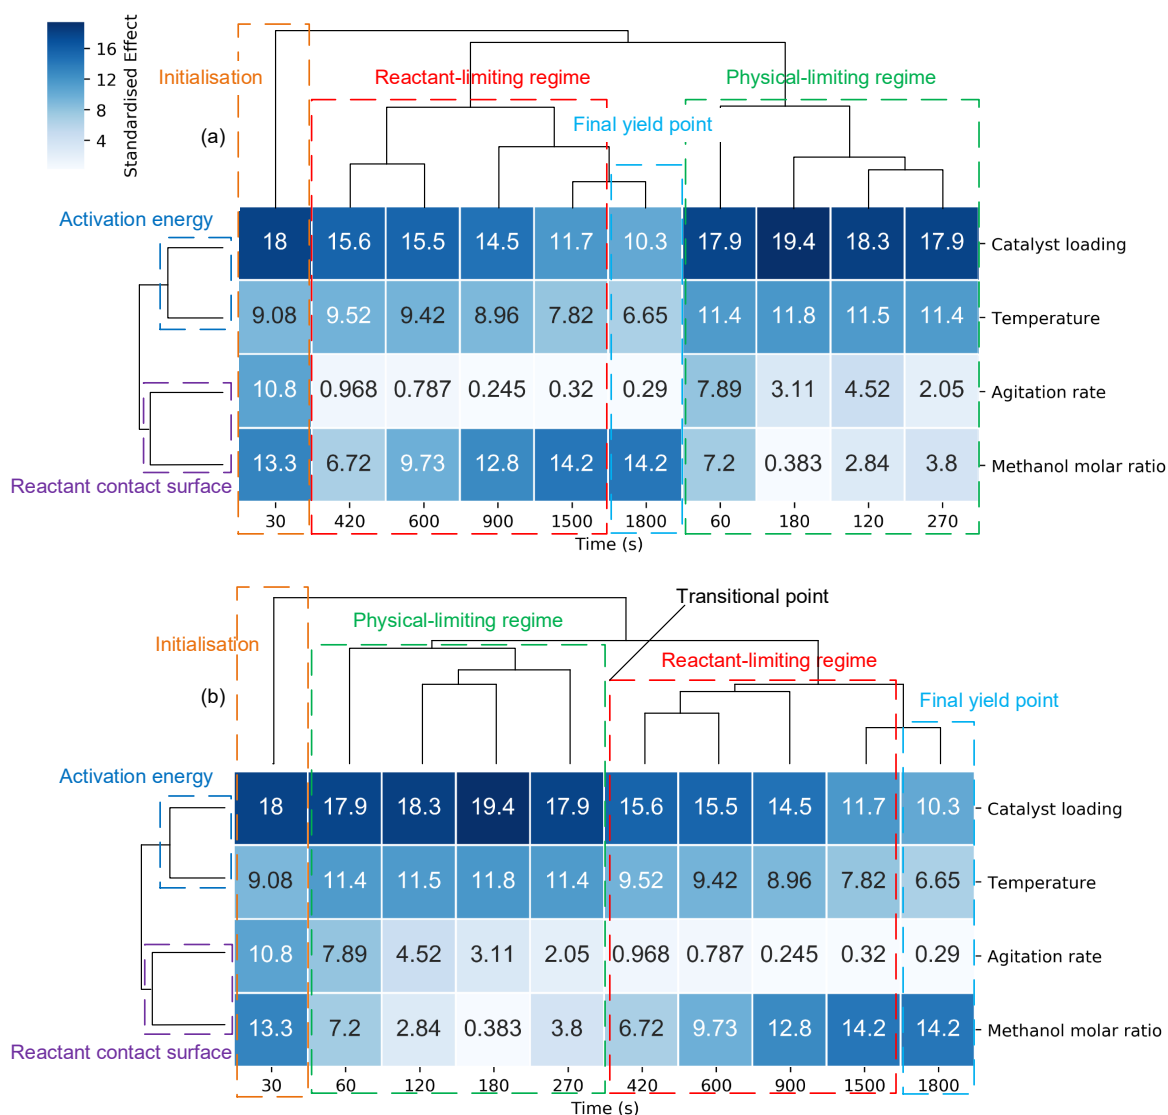 16
12
8
4
Standardised Effect
Initialisation
Reactant-limiting regime
Physical-limiting regime
(a)
Final yield point
Activation energy
18 15.6 15.5 14.5 11.7 10.3 17.9 19.4 18.3 17.9 Catalyst loading
9.08 9.52 9.42 8.96 7.82 6.65 11.4 11.8 11.5 11.4 Temperature
10.8 0.968 0.787 0.245 0.32 0.29 7.89 3.11 4.52 2.05 Agitation rate
13.3 6.72 9.73 12.8 14.2 14.2 7.2 0.383 2.84 3.8 Methanol molar ratio
Reactant contact surface
30 420 600 900 1500 1800 60 180 120 270
Time (s)
Transitional point
Physical-limiting regime
Initialisation
Reactant-limiting regime
(b)
Final yield point
Activation energy
18 17.9 18.3 19.4 17.9 15.6 15.5 14.5 11.7 10.3 Catalyst loading
9.08 11.4 11.5 11.8 11.4 9.52 9.42 8.96 7.82 6.65 Temperature
10.8 7.89 4.52 3.11 2.05 0.968 0.787 0.245 0.32 0.29 Agitation rate
13.3 7.2 2.84 0.383 3.8 6.72 9.73 12.8 14.2 14.2 Methanol molar ratio
Reactant contact surface
30 60 120 180 270 420 600 900 1500 1800
Time (s)